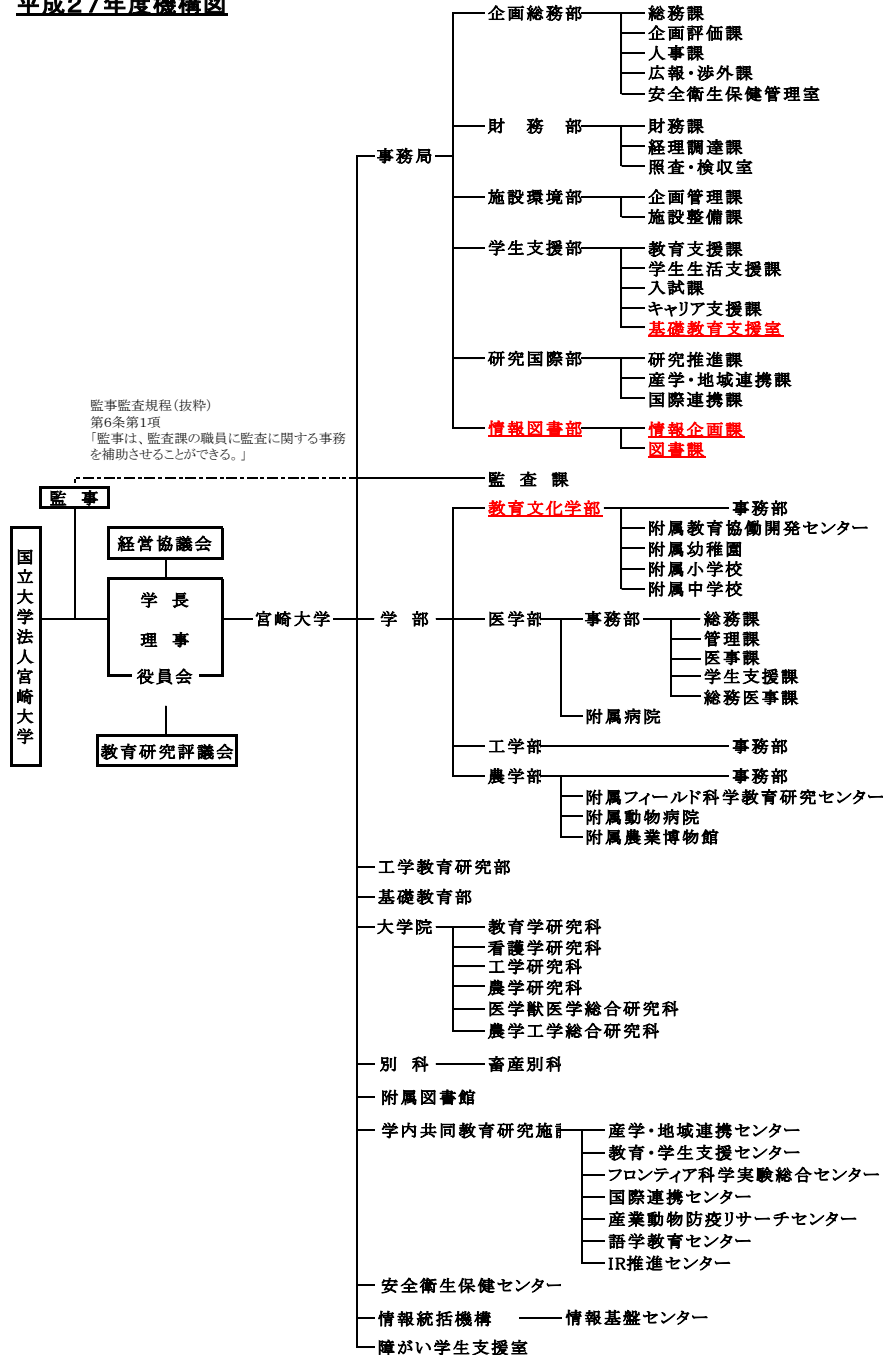 平成27年度機構図
企画総務部 総務課
企画評価課
人事課
広報・渉外課
安全衛生保健管理室
財 務 部 財務課
経理調達課
照査・検収室
事務局
施設環境部 企画管理課
施設整備課
学生支援部 教育支援課
学生生活支援課
入試課
キャリア支援課
基礎教育支援室
研究国際部 研究推進課
産学・地域連携課
国際連携課
情報図書部 情報企画課
図書課
監事監査規程(抜粋)
第6条第1項
「監事は、監査課の職員に監査に関する事務
を補助させることができる。」
監 査 課
監 事
国立大学法人宮崎大学
経営協議会
学 長
理 事
役員会
教育研究評議会
宮崎大学
学 部
教育文化学部 事務部
附属教育協働開発センター
附属幼稚園
附属小学校
附属中学校
医学部 事務部 総務課
管理課
医事課
学生支援課
総務医事課
附属病院
工学部 事務部
農学部 事務部
附属フィールド科学教育研究センター
附属動物病院
附属農業博物館
工学教育研究部
基礎教育部
大学院 教育学研究科
看護学研究科
工学研究科
農学研究科
医学獣医学総合研究科
農学工学総合研究科
別 科 畜産別科
附属図書館
学内共同教育研究施設 産学・地域連携センター
教育・学生支援センター
フロンティア科学実験総合センター
国際連携センター
産業動物防疫リサーチセンター
語学教育センター
IR推進センター
安全衛生保健センター
情報統括機構 情報基盤センター
障がい学生支援室